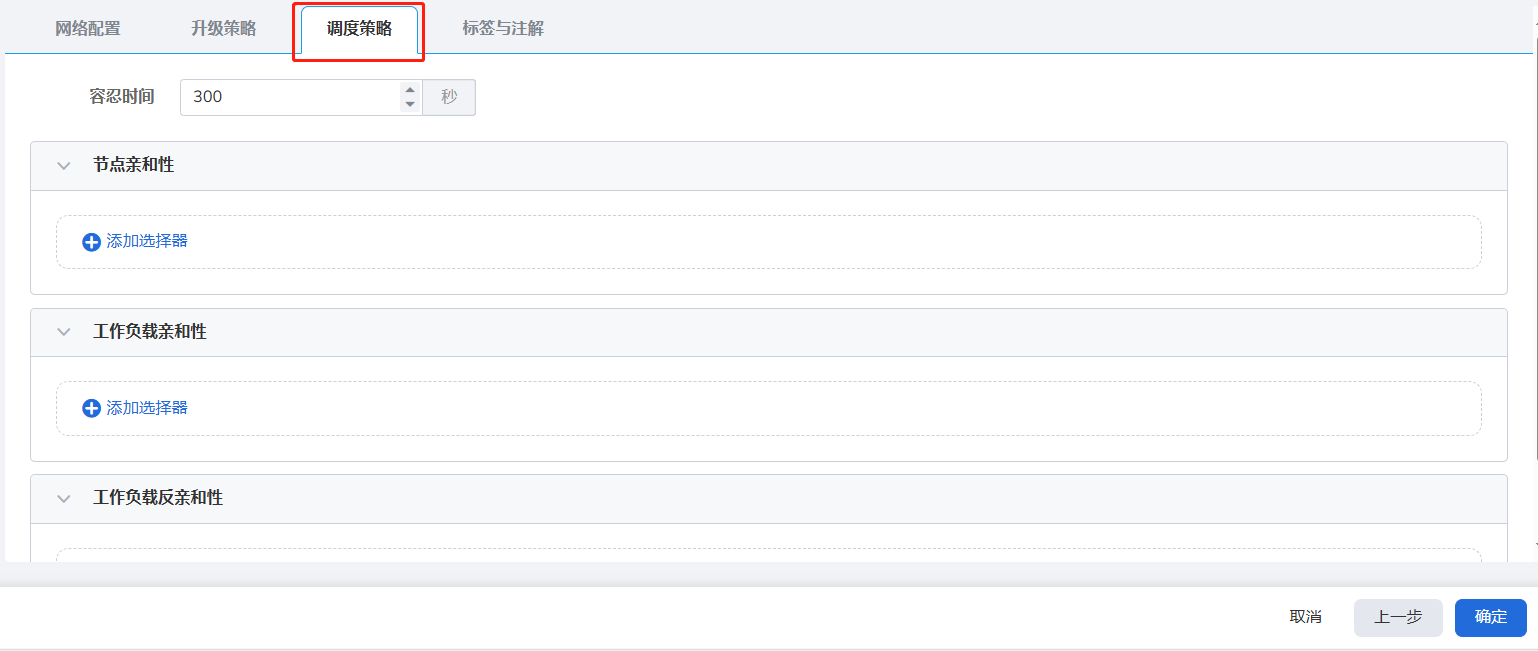 网络配置 升级策略 调度策略 标签与注解
容忍时间 300 秒
节点亲和性
添加选择器
工作负载亲和性
添加选择器
工作负载反亲和性
取消 上一步 确定